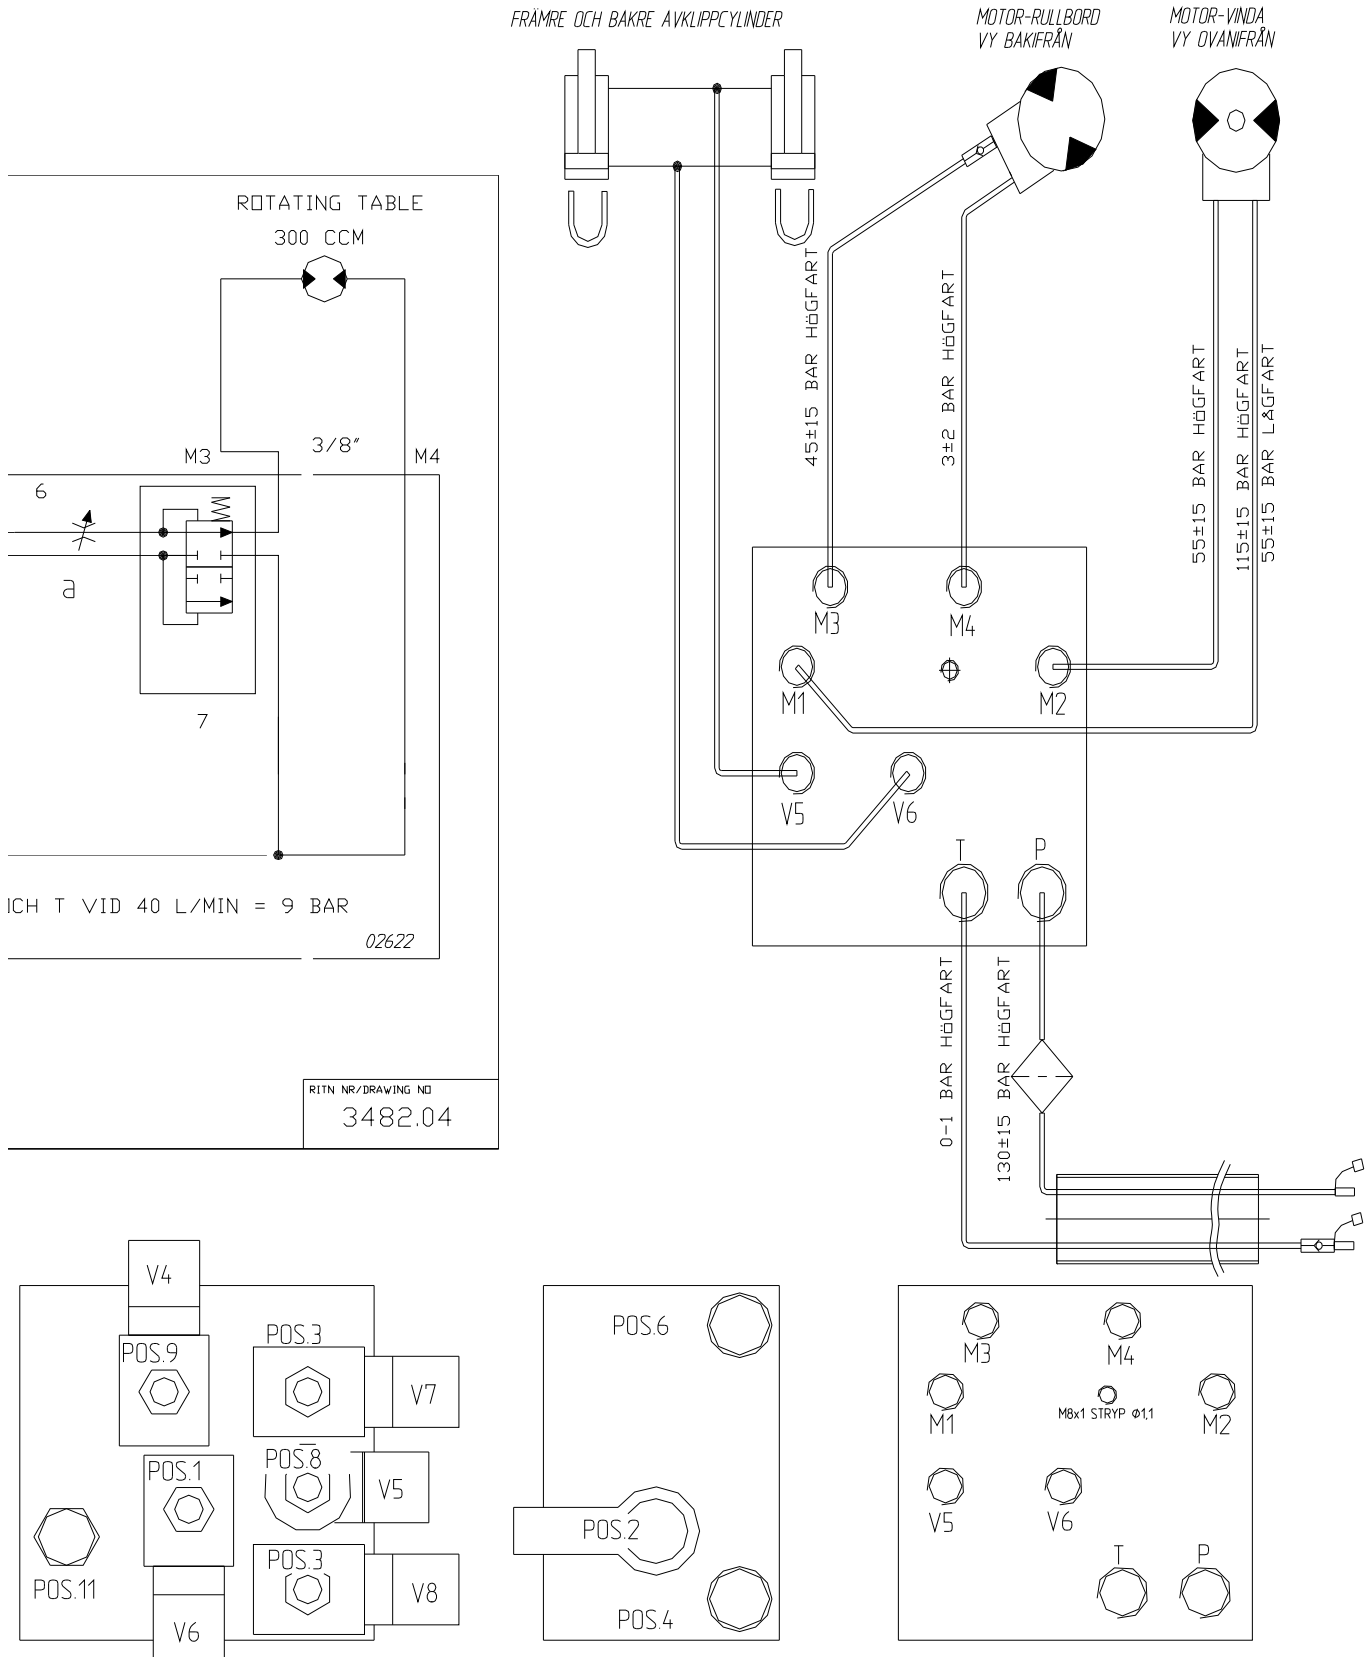 FRÄMRE OCH BAKRE AVKLIPPCYLINDER
MOTOR-RULLBORD
VY BAKIFRÅN
MOTOR-VINDA
VY OVANIFRÅN
ROTATING TABLE
300 CCM
3/8"
M3
M4
6
a
7
CH T VID 40 L/MIN = 9 BAR
02622
RITN NR/DRAWING NO
3482.04
45±15 BAR HÖGFART
3±2 BAR HÖGFART
55±15 BAR HÖGFART
115±15 BAR HÖGFART
55±15 BAR LÅGFART
M3
M4
M1
M2
V5
V6
T
P
0-1 BAR HÖGFART
130±15 BAR HÖGFART
V4
POS.9
POS.3
V7
POS.8
POS.1
V5
POS.3
POS.11
V8
V6
POS.6
POS.2
POS.4
M3
M4
M1
M8x1 STRYP Ø1,1
M2
V5
V6
T
P